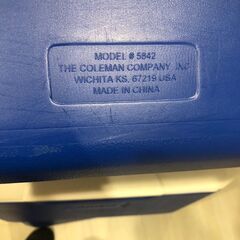 MODEL # 5842
THE COLEMAN COMPANY, INC
WICHITA KS, 67219 USA
MADE IN CHINA